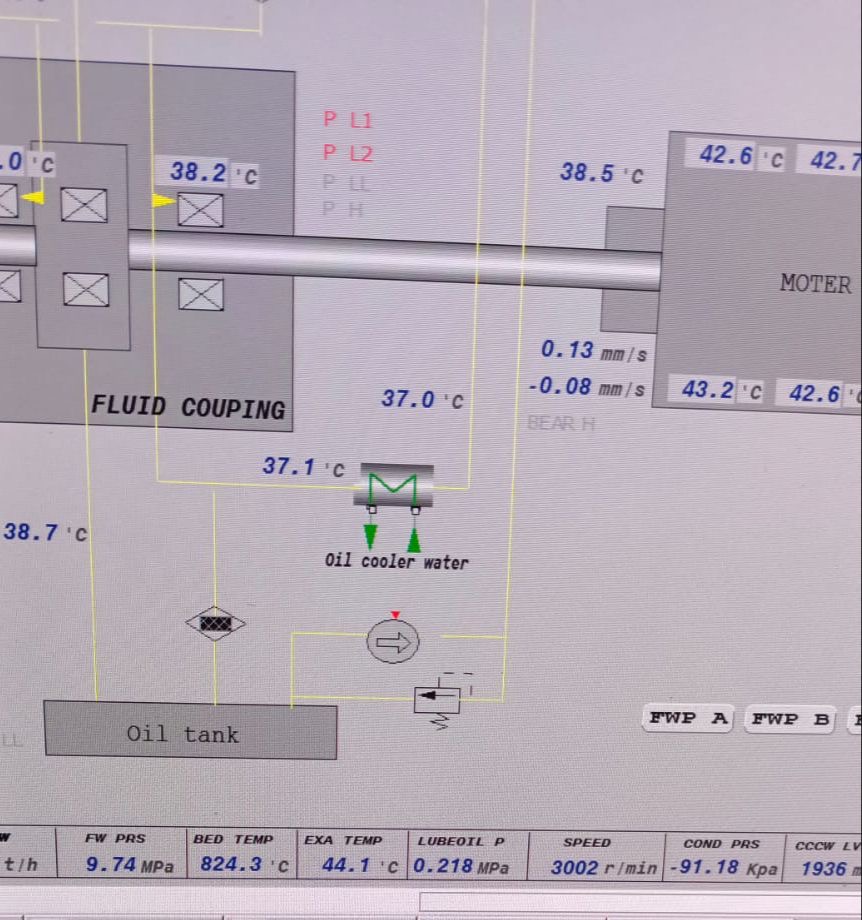 P L1
.0 'C
38.2 'C
P L2
38.5 'C
42.6 'C
42.7
P LL
P H
MOTER
0.13 mm/s
-0.08 mm/s
43.2 'C
42.6 'C
FLUID COUPING
37.0 'C
BEAR H
37.1 'C
38.7 'C
Oil cooler water
Oil tank
LL
FWP A
FWP B
W
FW PRS
BED TEMP
EXA TEMP
LUBEOIL P
SPEED
COND PRS
CCCW LV
t/h
9.74 MPa
824.3 'C
44.1 'C
0.218 MPa
3002 r/min
-91.18 Kpa
1936 m